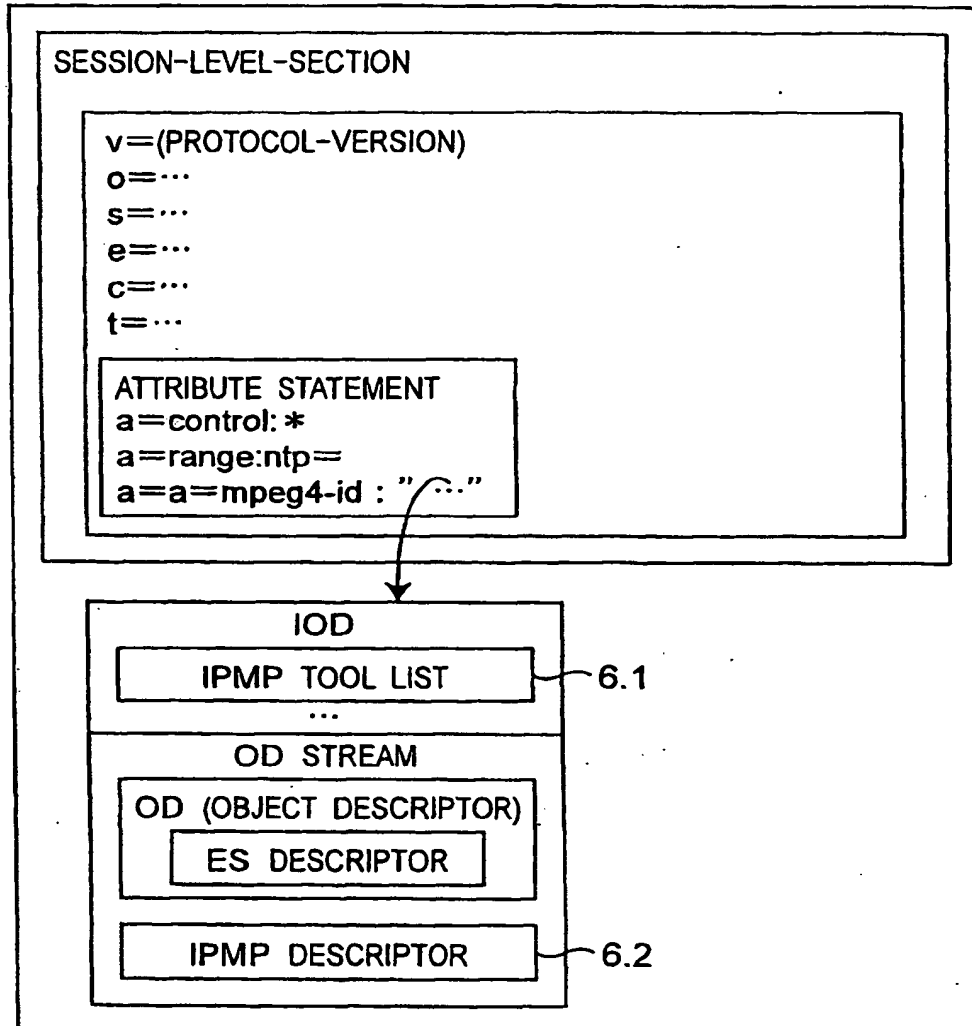 SESSION-LEVEL-SECTION
v=(PROTOCOL-VERSION)
o=...
s=...
e=...
c=...
t=...
ATTRIBUTE STATEMENT
a=control:*
a=range:ntp=
a=a=mpeg4-id : "..."
IOD
IPMP TOOL LIST
6.1
...
OD STREAM
OD (OBJECT DESCRIPTOR)
ES DESCRIPTOR
IPMP DESCRIPTOR
6.2